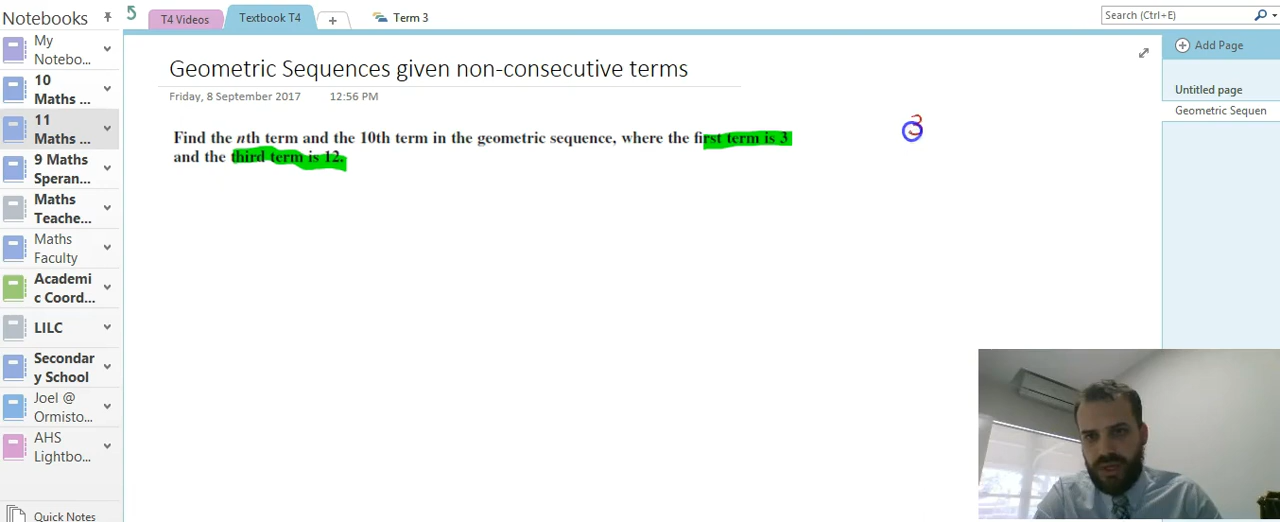 Notebooks
T4 Videos
Textbook T4
+
Term 3
Search (Ctrl+E)
My
Notebo...
10
Maths ...
11
Maths ...
9 Maths
Speran...
Maths
Teache...
Maths
Faculty
Academi
c Coord...
LILC
Secondar
y School
Joel @
Ormisto...
AHS
Lightbo...
Quick Notes
Geometric Sequences given non-consecutive terms
Friday, 8 September 2017 12:56 PM
Find the nth term and the 10th term in the geometric sequence, where the first term is 3
and the third term is 12.
3
Add Page
Untitled page
Geometric Sequen